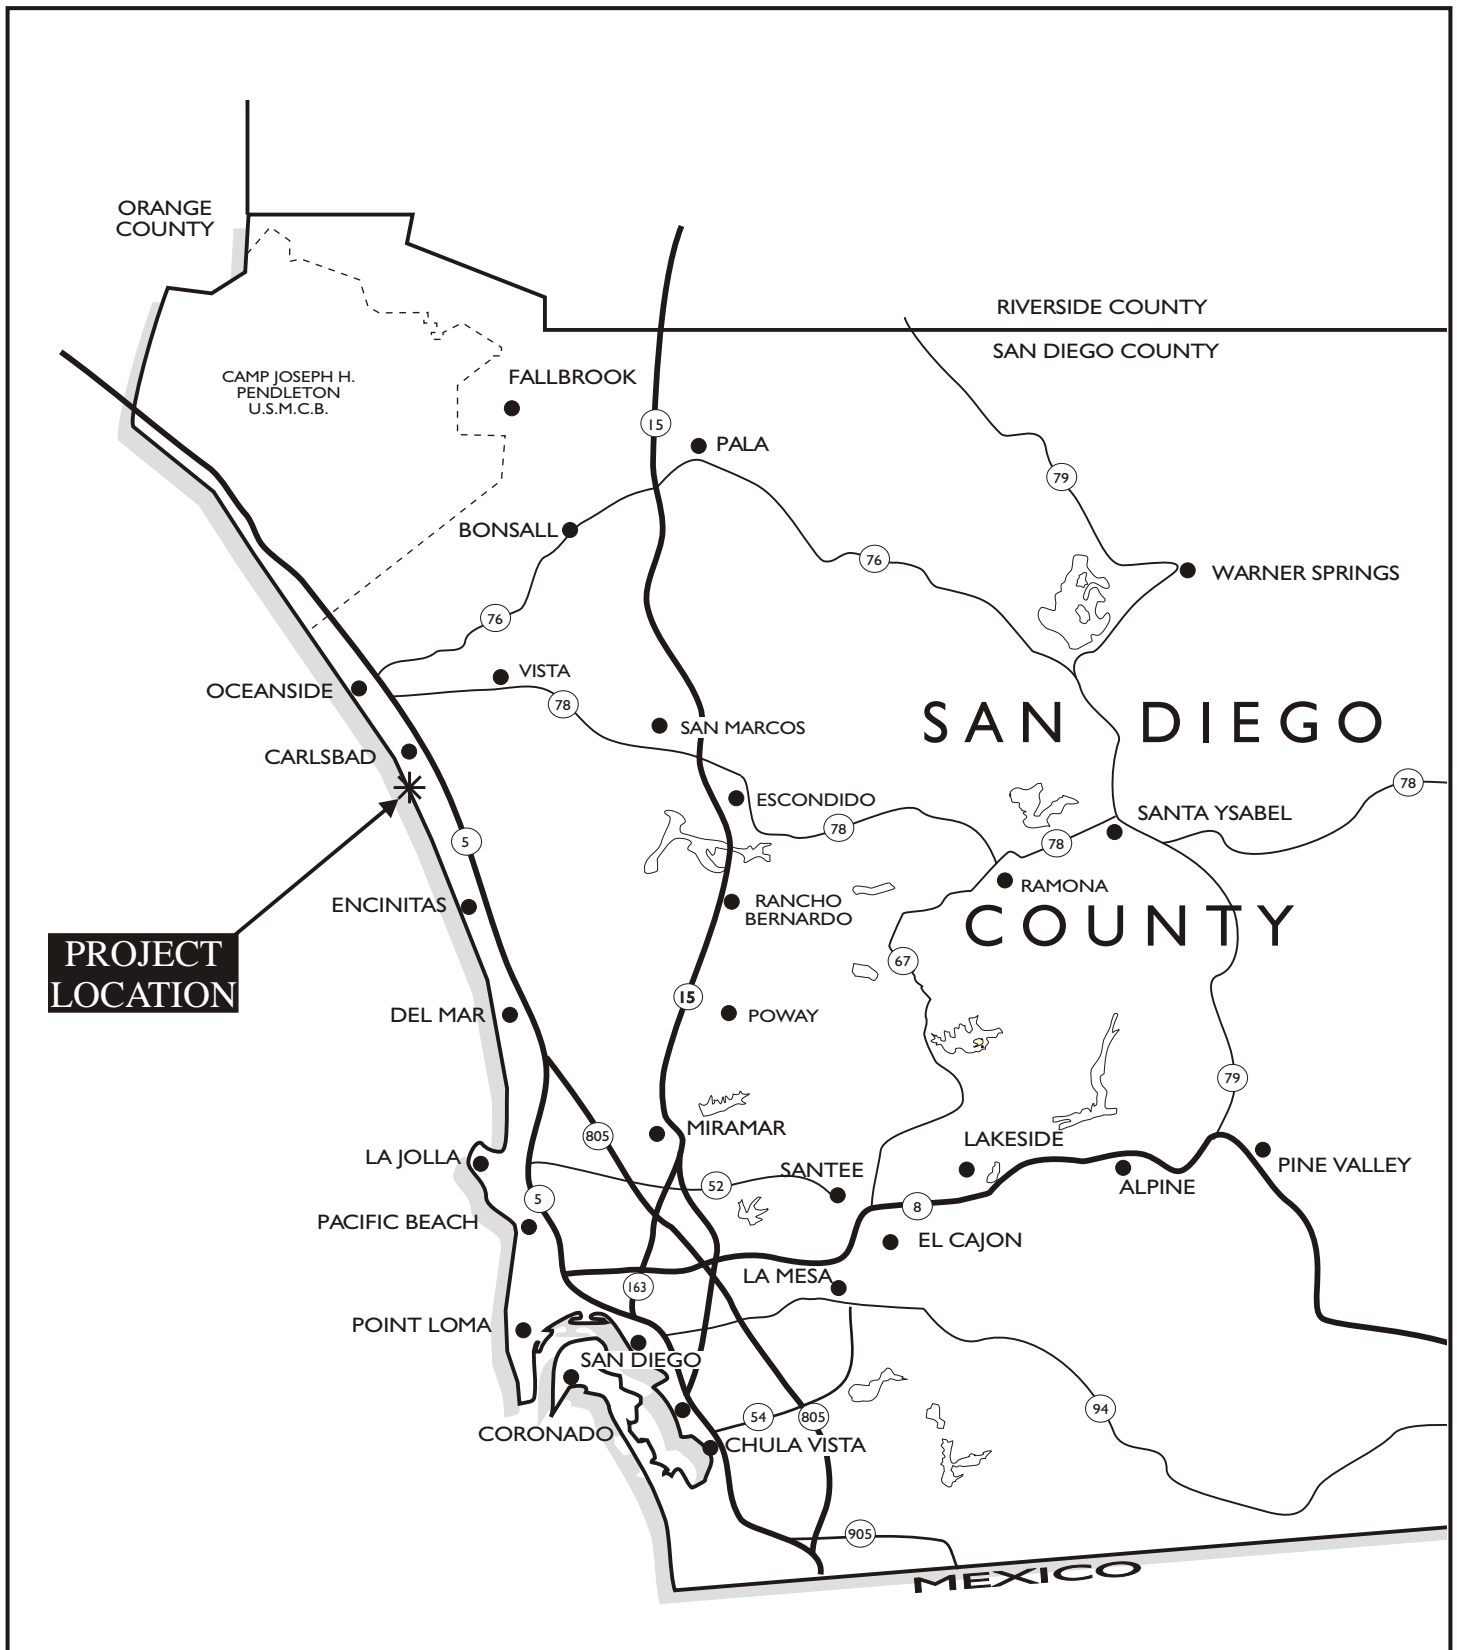 ORANGE
COUNTY
RIVERSIDE COUNTY
SAN DIEGO COUNTY
CAMP JOSEPH H.
PENDLETON
U.S.M.C.B.
FALLBROOK
15
PALA
79
BONSALL
76
WARNER SPRINGS
76
VISTA
OCEANSIDE
78
SAN MARCOS
SAN DIEGO
CARLSBAD
78
ESCONDIDO
SANTA YSABEL
78
5
78
RAMONA
ENCINITAS
RANCHO
BERNARDO
COUNTY
PROJECT
LOCATION
67
15
DEL MAR
POWAY
79
MIRAMAR
805
LAKESIDE
LA JOLLA
PINE VALLEY
SANTEE
52
ALPINE
5
8
PACIFIC BEACH
EL CAJON
LA MESA
163
POINT LOMA
SAN DIEGO
94
54
805
CORONADO
CHULA VISTA
905
MEXICO